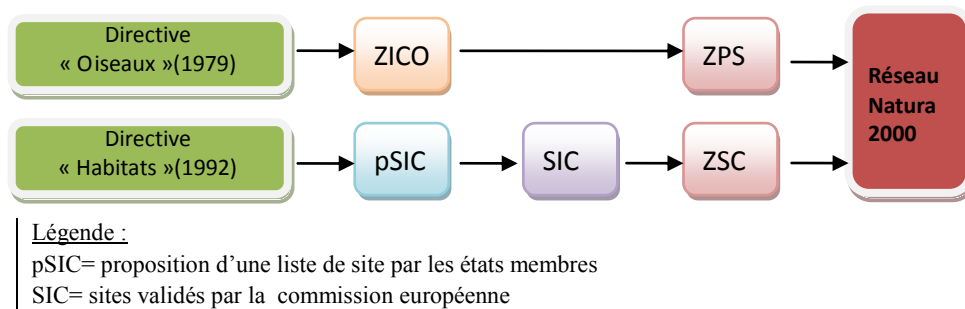 Directive
« Oiseaux »(1979)
ZICO
ZPS
Réseau
Natura
2000
Directive
« Habitats »(1992)
pSIC
SIC
ZSC
Légende :
pSIC= proposition d’une liste de site par les états membres
SIC= sites validés par la commission européenne